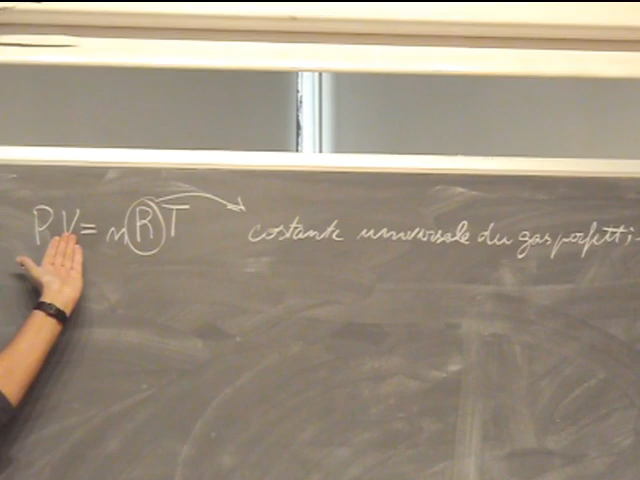 PV = nRT costante universale dei gas perfetti